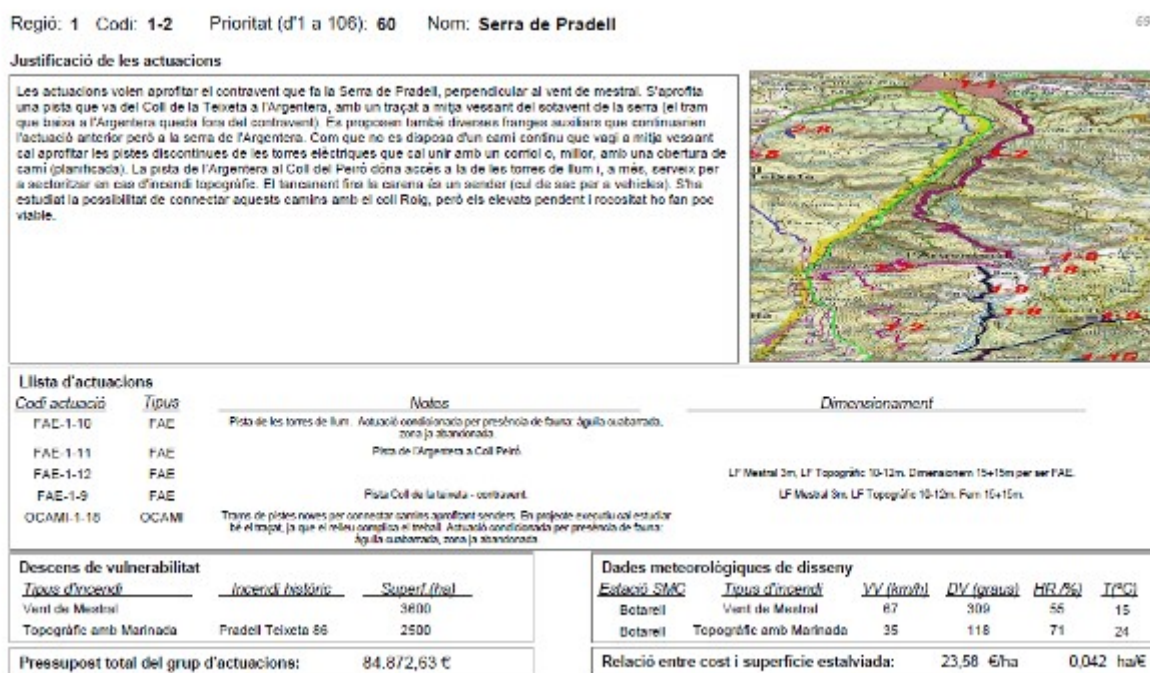 Regió: 1 Codi: 1-2 Prioritat (d'1 a 106): 60 Nom: Serra de Pradell
69
Justificació de les actuacions
Les actuacions volen aprofitar el contravent que fa la Serra de Pradell, perpendicular al vent de mestral. S'aprofita
una pista que va del Coll de la Teixeta a l'Argentera, amb un traçat a mitja vessant del sotavent de la serra (el tram
que baixa a l'Argentera queda fora del contravent). Es proposen també diverses franges auxiliars que continuarien
l'actuació anterior però a la serra de l'Argentera. Com que no es disposa d'un camí continu que vagi a mitja vessant
cal aprofitar les pistes discontinues de les torres elèctriques que cal unir amb un corriol o, millor, amb una obertura de
camí (planificada). La pista de l'Argentera al Coll del Peiró dóna accés a la de les torres de llum i, a més, serveix per
a sectoritzar en cas d'incendi topogràfic. El tancament fins la carena és un sender (cul de sac per a vehicles). S'ha
estudiat la possibilitat de connectar aquests camins amb el coll Roig, però els elevats pendent i rocositat ho fan poc
viable.
Llista d'actuacions
Codi actuació Tipus Notes Dimensionament
FAE-1-10 FAE Pista de les torres de llum. Actuació condicionada per presència de fauna: àguila cuabarrada,
zona ja abandonada.
FAE-1-11 FAE Pista de l'Argentera a Coll Peiró.
FAE-1-12 FAE LF Mestral 3m, LF Topogràfic 10-12m. Dimensionem 15+15m per ser FAE.
FAE-1-9 FAE Pista Coll de la teixeta - contravent. LF Mestral 9m, LF Topogràfic 10-12m. Fem 15+15m.
OCAMI-1-18 OCAMI Trams de pistes noves per connectar camins aprofitant senders. En projecte executiu cal estudiar
bé el traçat, ja que el relleu complica el treball. Actuació condicionada per presència de fauna:
àguila cuabarrada, zona ja abandonada
Descens de vulnerabilitat
Tipus d'incendi Incendi històric Superf.(ha)
Vent de Mestral 3600
Topogràfic amb Marinada Pradell Teixeta 86 2500
Pressupost total del grup d'actuacions: 84.872,63 €
Dades meteorològiques de disseny
Estació SMC Tipus d'incendi VV (km/h) DV (graus) HR (%) T(ºC)
Botarell Vent de Mestral 67 309 55 15
Botarell Topogràfic amb Marinada 35 118 71 24
Relació entre cost i superfície estalviada: 23,58 €/ha 0,042 ha/€